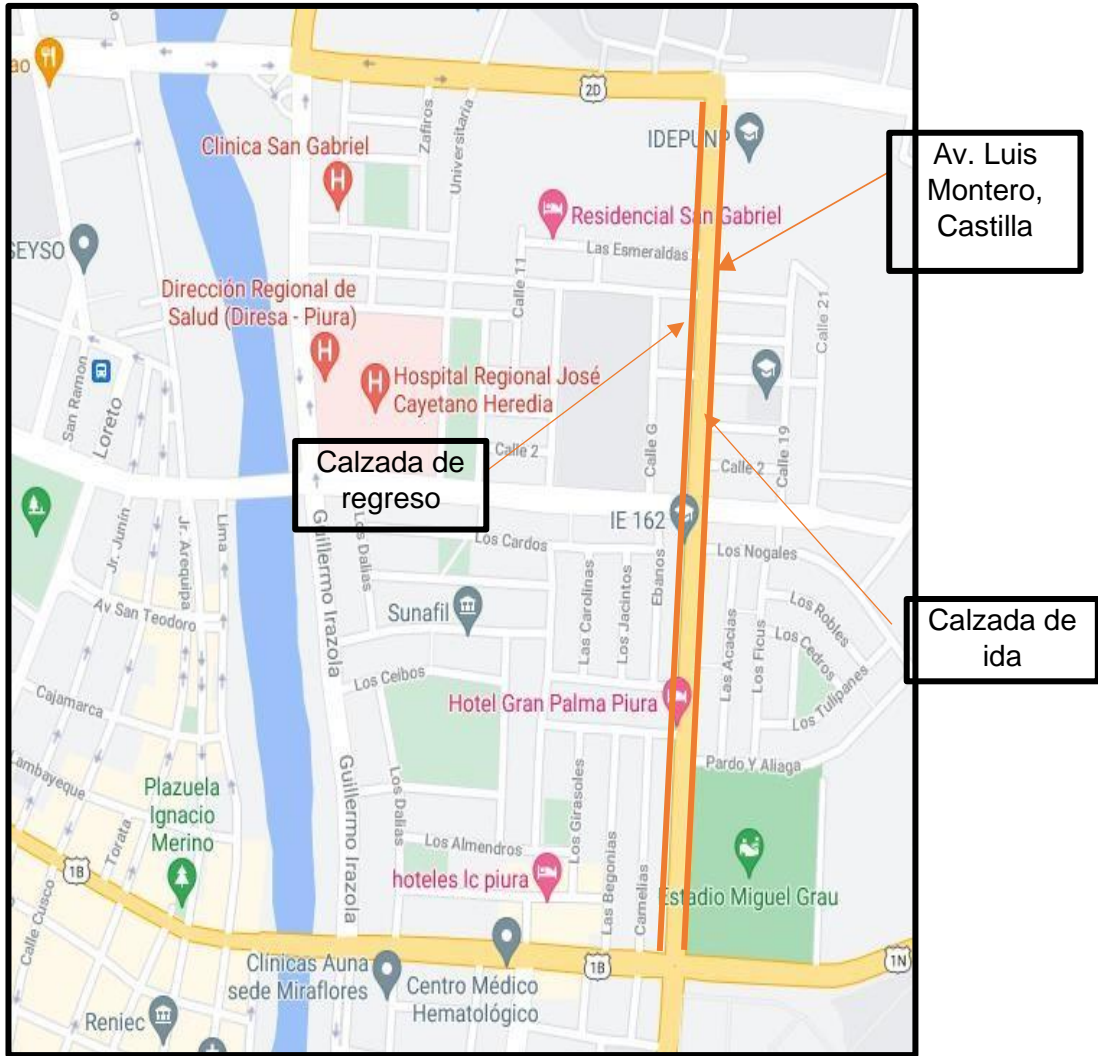 ao
2D
IDEPUNP
Clinica San Gabriel
Zafiros
Universitaria
Av. Luis
Montero,
Castilla
Residencial San Gabriel
SEYSO
Las Esmeraldas
Calle 11
Dirección Regional de
Salud (Diresa - Piura)
Calle 21
Hospital Regional José
Cayetano Heredia
San Ramon
Loreto
Calle G
Calle 19
Calle 2
Calle 2
Calzada de
regreso
IE 162
Jr. Junín
Jr. Arequipa
Lima
Guillermo Irazola
Los Dalias
Los Cardos
Los Nogales
Las Carolinas
Los Jacintos
Ebanos
Sunafil
Av San Teodoro
Las Acacias
Los Ficus
Los Robles
Los Cedros
Los Tulipanes
Calzada de
ida
Los Ceibos
Cajamarca
Hotel Gran Palma Piura
Lambayeque
Pardo Y Aliaga
Guillermo Irazola
Los Dalias
Plazuela
Ignacio
Merino
Torata
Los Girasoles
Los Almendros
Las Begonias
Camelias
1B
hoteles lc piura
Estadio Miguel Grau
Calle Cusco
Clínicas Auna
sede Miraflores
Centro Médico
Hematológico
1B
1N
Reniec